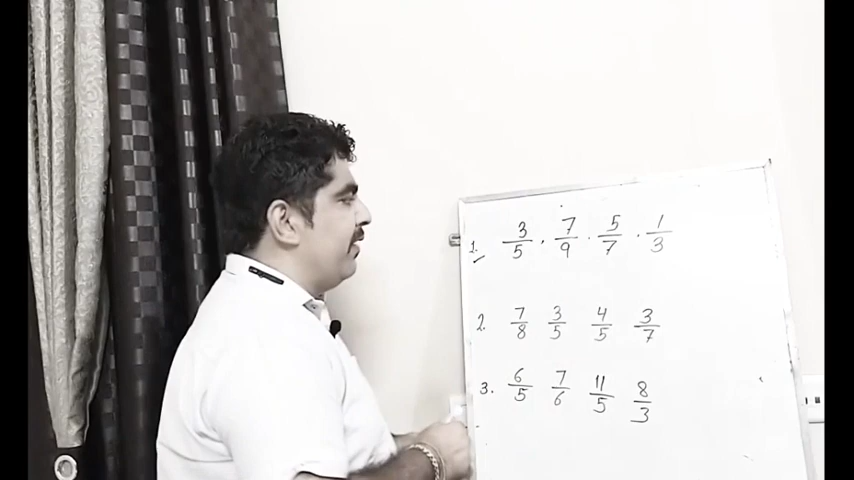 1. 3/5 . 7/9 . 5/7 . 1/3
2. 7/8 3/5 4/5 3/7
3. 6/5 7/6 11/5 8/3